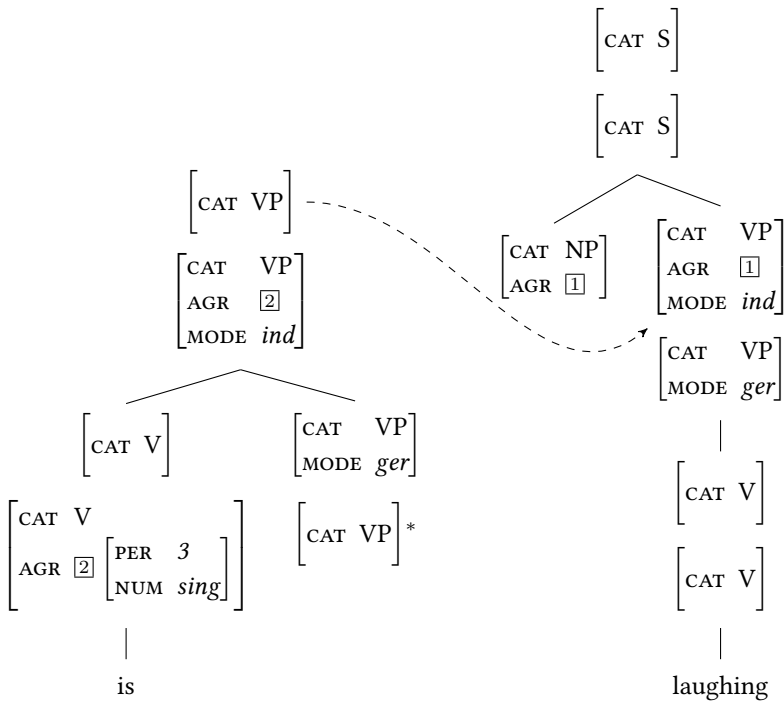 [CAT S]
[CAT S]
[CAT VP]
[CAT NP
AGR 1]
[CAT VP
AGR 1
MODE ind]
[CAT VP
AGR 2
MODE ind]
[CAT VP
MODE ger]
[CAT V]
[CAT VP
MODE ger]
[CAT V]
[CAT V
AGR 2 [PER 3
NUM sing]]
[CAT VP]*
[CAT V]
is
laughing